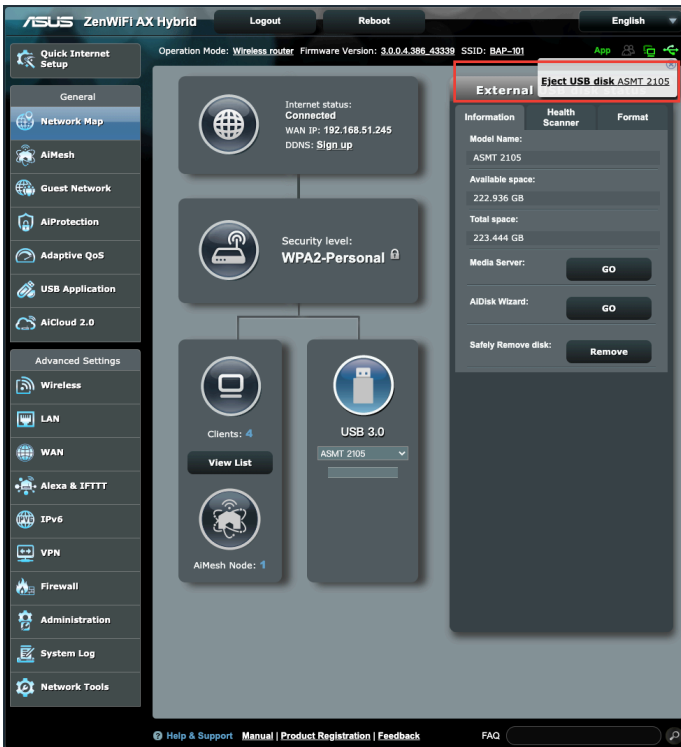 ASUS ZenWiFi AX Hybrid Logout Reboot English
Quick Internet
Setup
Operation Mode: Wireless router Firmware Version: 3.0.0.4.386_43339 SSID: BAP-101 App
Eject USB disk ASMT 2105
General
Network Map
AiMesh
Guest Network
AiProtection
Adaptive QoS
USB Application
AiCloud 2.0
Advanced Settings
Wireless
LAN
WAN
Alexa & IFTTT
IPv6
VPN
Firewall
Administration
System Log
Network Tools
Internet status:
Connected
WAN IP: 192.168.51.245
DDNS: Sign up
Security level:
WPA2-Personal
Clients: 4
View List
AiMesh Node: 1
USB 3.0
ASMT 2105
External
Information Health Scanner Format
Model Name:
ASMT 2105
Available space:
222.936 GB
Total space:
223.444 GB
Media Server: GO
AiDisk Wizard: GO
Safely Remove disk: Remove
Help & Support Manual | Product Registration | Feedback FAQ